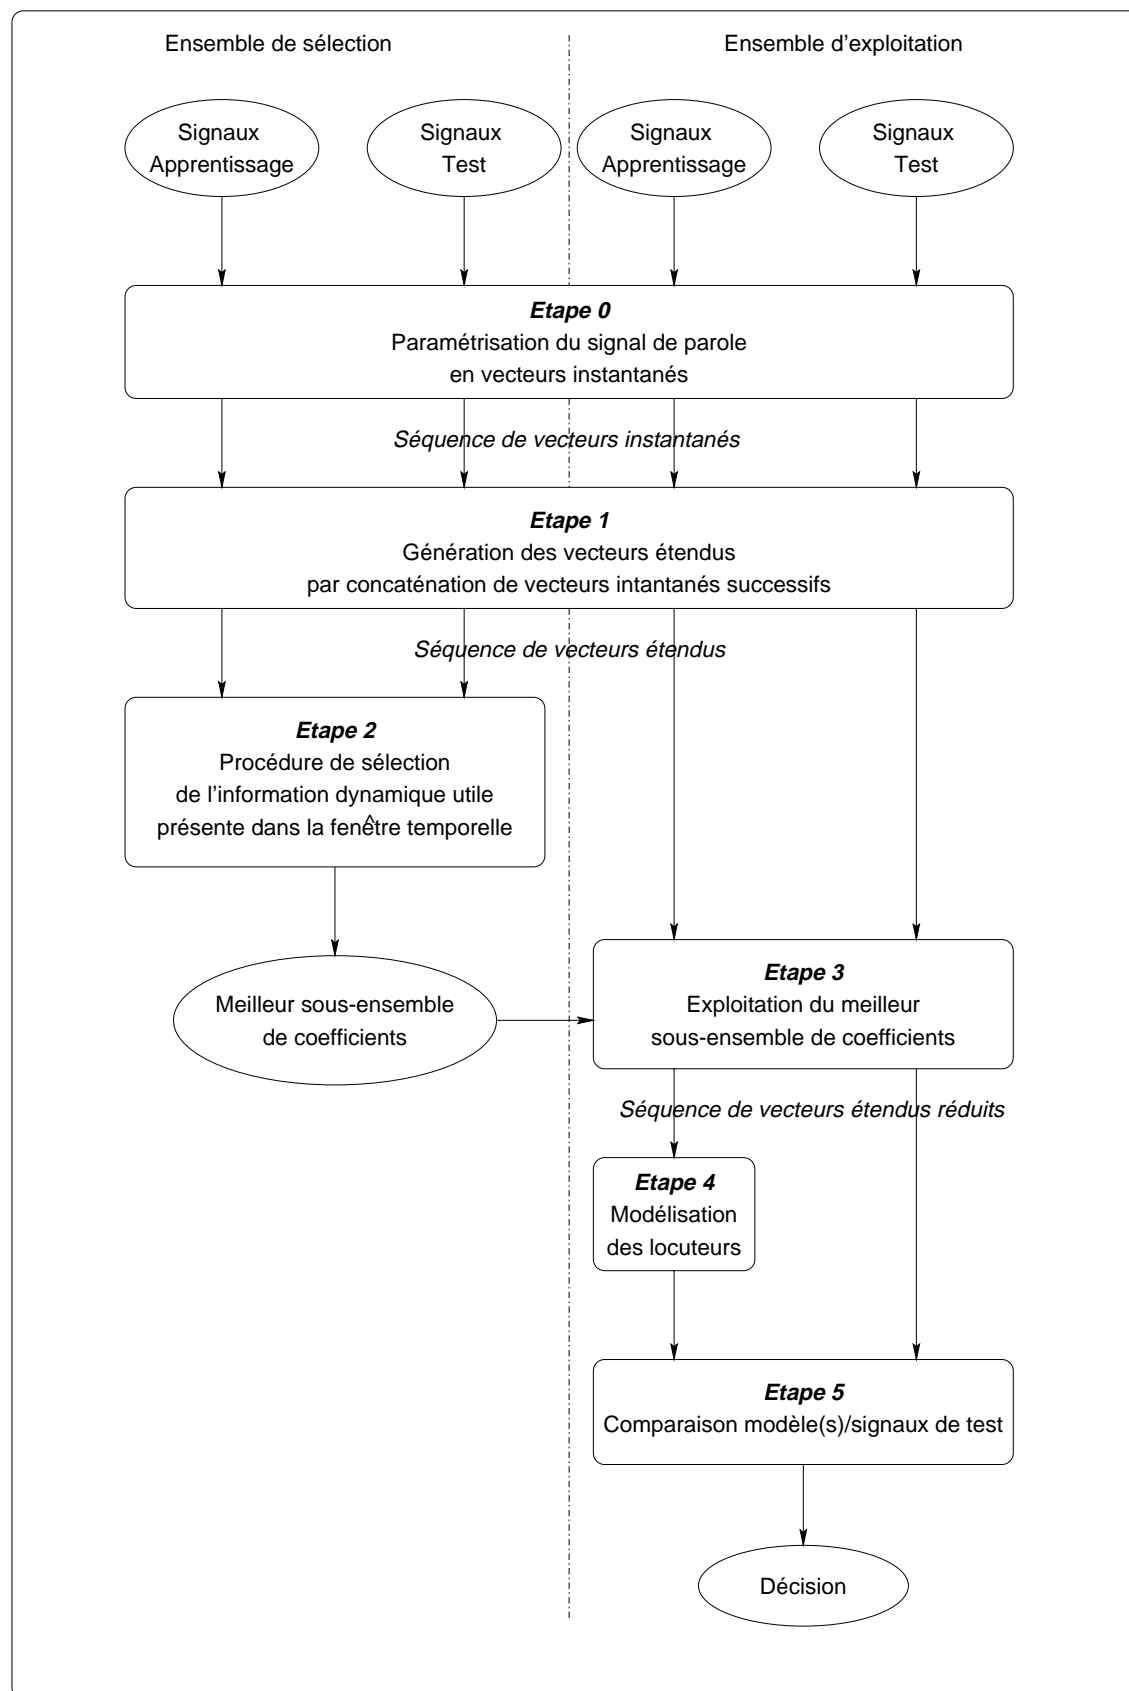 Ensemble de sélection
Ensemble d'exploitation
Signaux
Apprentissage
Signaux
Test
Signaux
Apprentissage
Signaux
Test
Etape 0
Paramétrisation du signal de parole
en vecteurs instantanés
Séquence de vecteurs instantanés
Etape 1
Génération des vecteurs étendus
par concaténation de vecteurs intantanés successifs
Séquence de vecteurs étendus
Etape 2
Procédure de sélection
de l'information dynamique utile
présente dans la fenêtre temporelle
Meilleur sous-ensemble
de coefficients
Etape 3
Exploitation du meilleur
sous-ensemble de coefficients
Séquence de vecteurs étendus réduits
Etape 4
Modélisation
des locuteurs
Etape 5
Comparaison modèle(s)/signaux de test
Décision